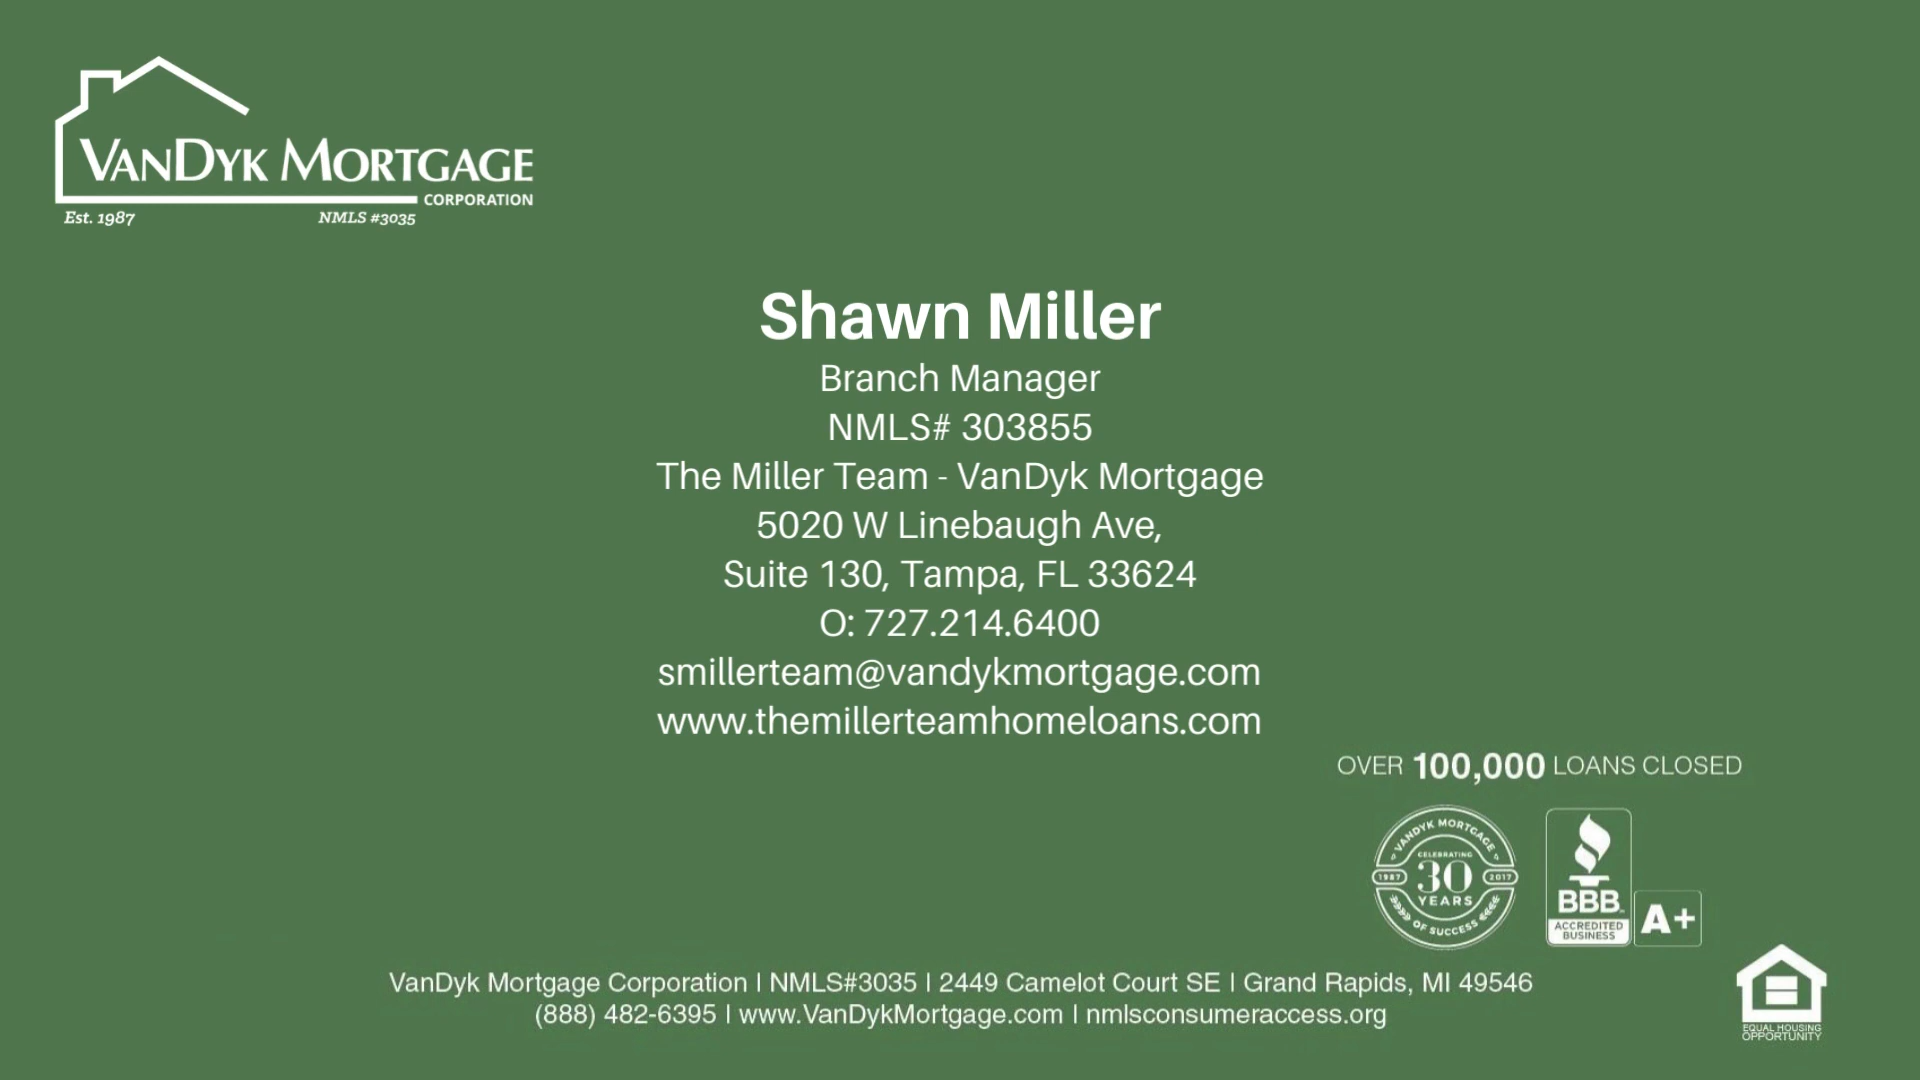 VANDYK MORTGAGE
CORPORATION
Est. 1987 NMLS #3035
Shawn Miller
Branch Manager
NMLS# 303855
The Miller Team - VanDyk Mortgage
5020 W Linebaugh Ave,
Suite 130, Tampa, FL 33624
O: 727.214.6400
smillerteam@vandykmortgage.com
www.themillerteamhomeloans.com
OVER 100,000 LOANS CLOSED
VANDYK MORTGAGE
CELEBRATING
1987 30 2017
YEARS
OF SUCCESS
BBB
ACCREDITED
BUSINESS
A+
VanDyk Mortgage Corporation | NMLS#3035 | 2449 Camelot Court SE | Grand Rapids, MI 49546
(888) 482-6395 | www.VanDykMortgage.com | nmlsconsumeraccess.org
EQUAL HOUSING
OPPORTUNITY